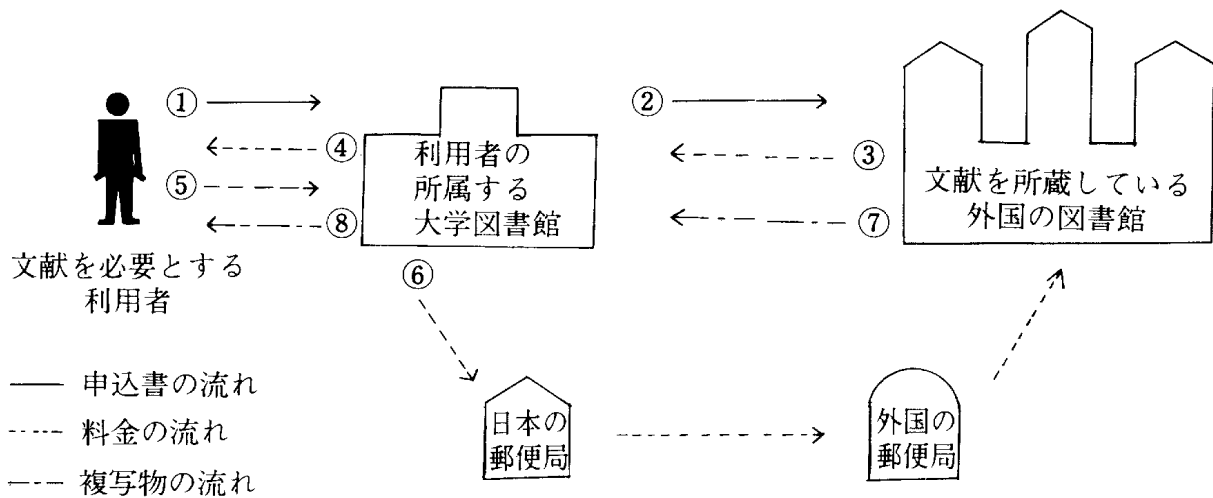 ①
②
④
利用者の
所属する
大学図書館
③
⑤
文献を所蔵している
外国の図書館
⑧
⑦
文献を必要とする
利用者
⑥
—— 申込書の流れ
---- 料金の流れ
—-— 複写物の流れ
日本の
郵便局
外国の
郵便局